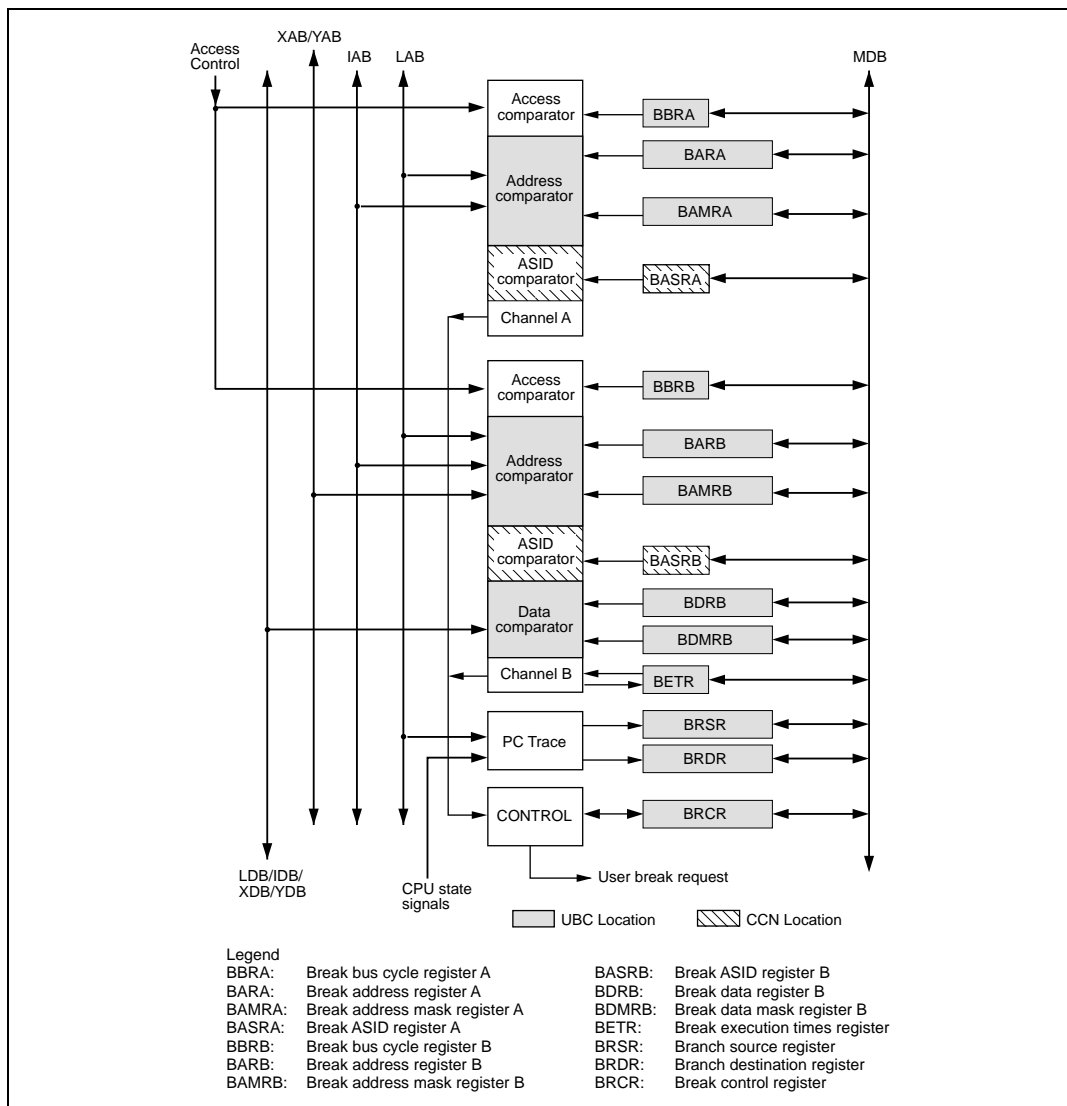 XAB/YAB
Access
Control
IAB
LAB
MDB
Access
comparator
BBRA
BARA
Address
comparator
BAMRA
ASID
comparator
BASRA
Channel A
Access
comparator
BBRB
BARB
Address
comparator
BAMRB
ASID
comparator
BASRB
BDRB
Data
comparator
BDMRB
Channel B
BETR
BRSR
PC Trace
BRDR
CONTROL
BRCR
LDB/IDB/
XDB/YDB
CPU state
signals
User break request
UBC Location
CCN Location
Legend
BBRA: Break bus cycle register A
BARA: Break address register A
BAMRA: Break address mask register A
BASRA: Break ASID register A
BBRB: Break bus cycle register B
BARB: Break address register B
BAMRB: Break address mask register B
BASRB: Break ASID register B
BDRB: Break data register B
BDMRB: Break data mask register B
BETR: Break execution times register
BRSR: Branch source register
BRDR: Branch destination register
BRCR: Break control register